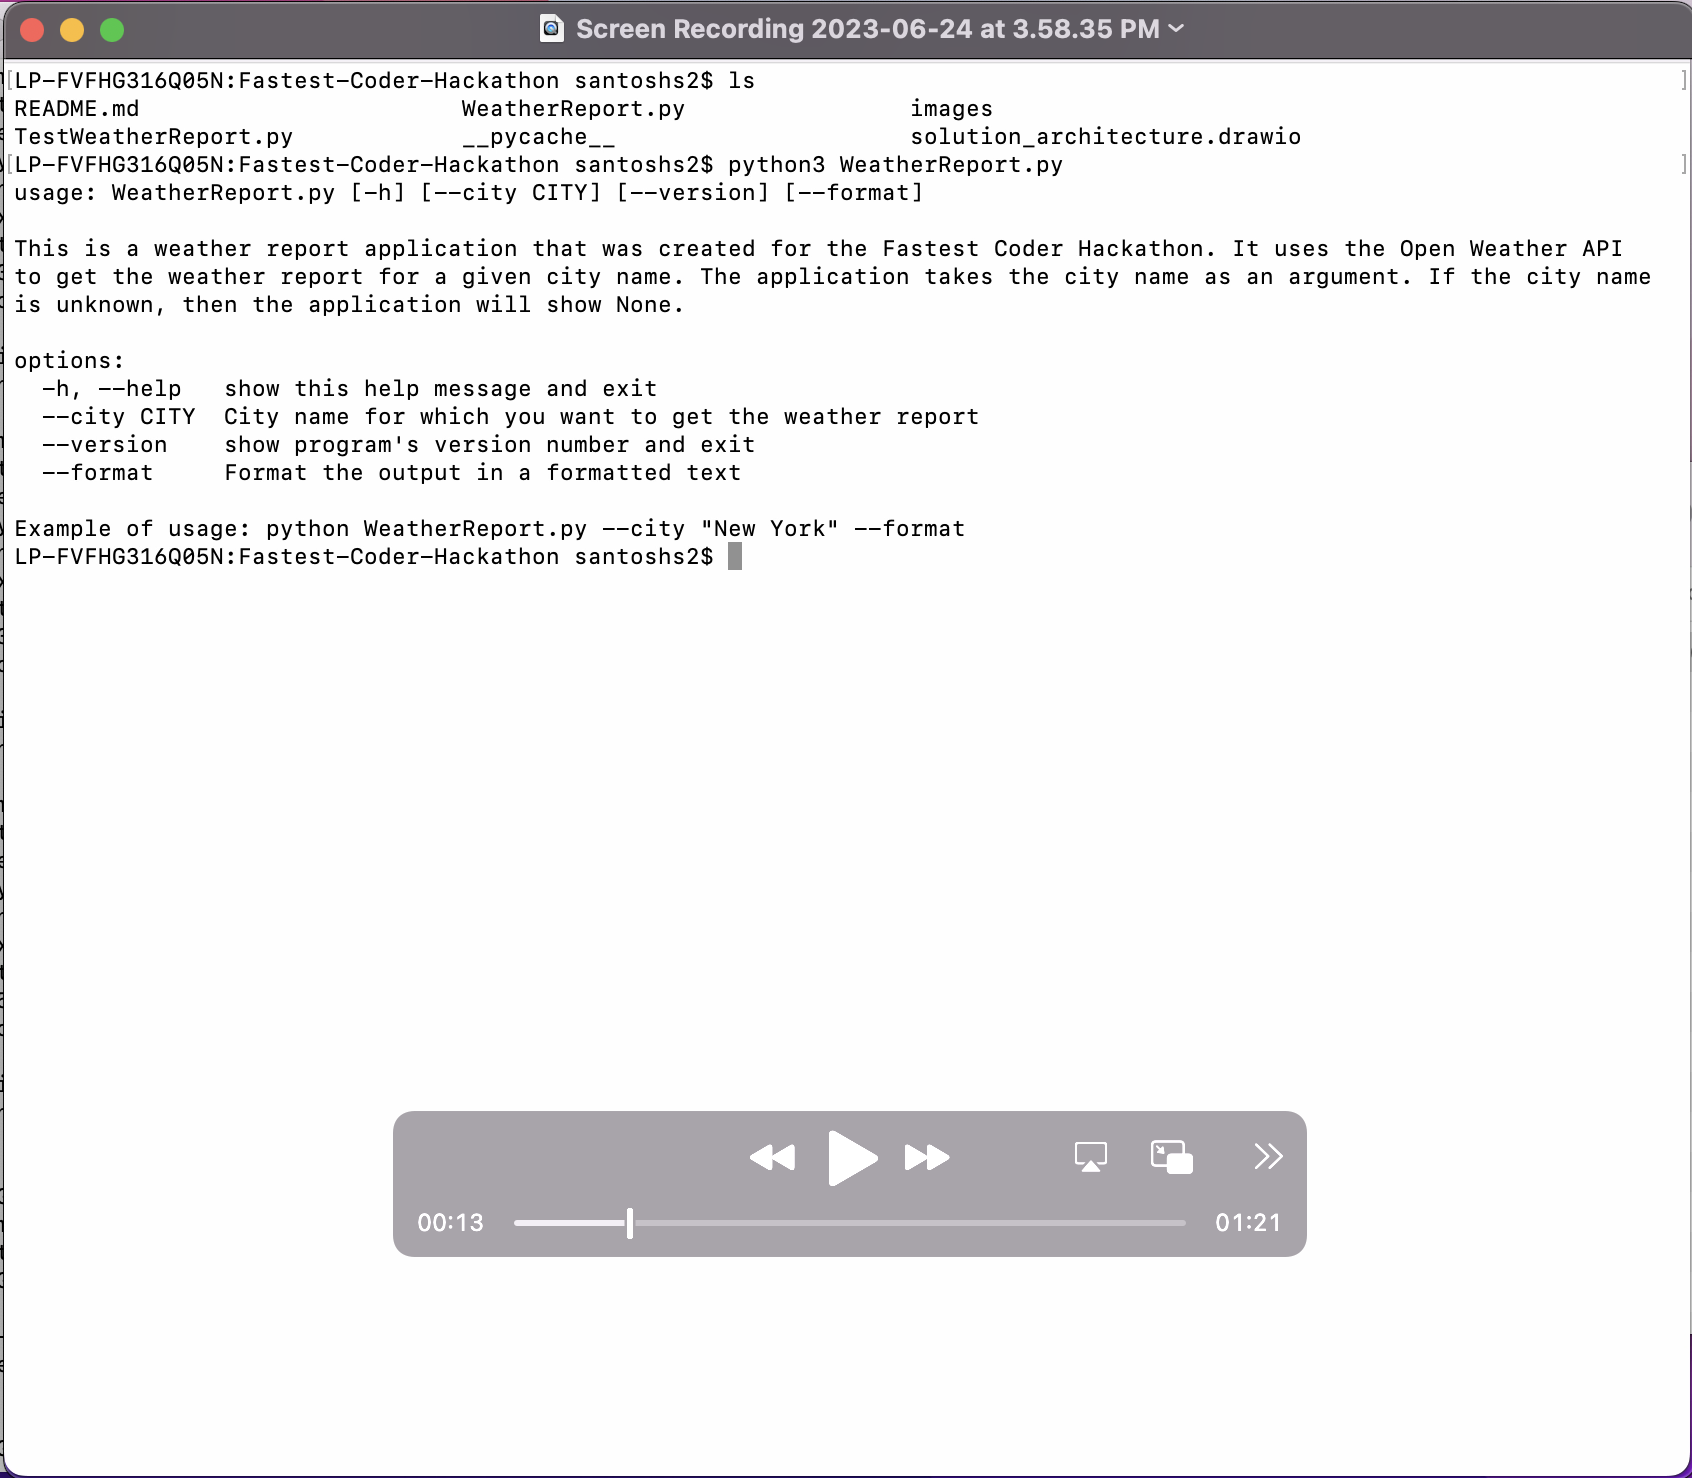 Screen Recording 2023-06-24 at 3.58.35 PM
[LP-FVFHG316Q05N:Fastest-Coder-Hackathon santoshs2$ ls ]
README.md WeatherReport.py images
TestWeatherReport.py __pycache__ solution_architecture.drawio
[LP-FVFHG316Q05N:Fastest-Coder-Hackathon santoshs2$ python3 WeatherReport.py ]
usage: WeatherReport.py [-h] [--city CITY] [--version] [--format]
This is a weather report application that was created for the Fastest Coder Hackathon. It uses the Open Weather API
to get the weather report for a given city name. The application takes the city name as an argument. If the city name
is unknown, then the application will show None.
options:
-h, --help show this help message and exit
--city CITY City name for which you want to get the weather report
--version show program's version number and exit
--format Format the output in a formatted text
Example of usage: python WeatherReport.py --city "New York" --format
LP-FVFHG316Q05N:Fastest-Coder-Hackathon santoshs2$
00:13 01:21